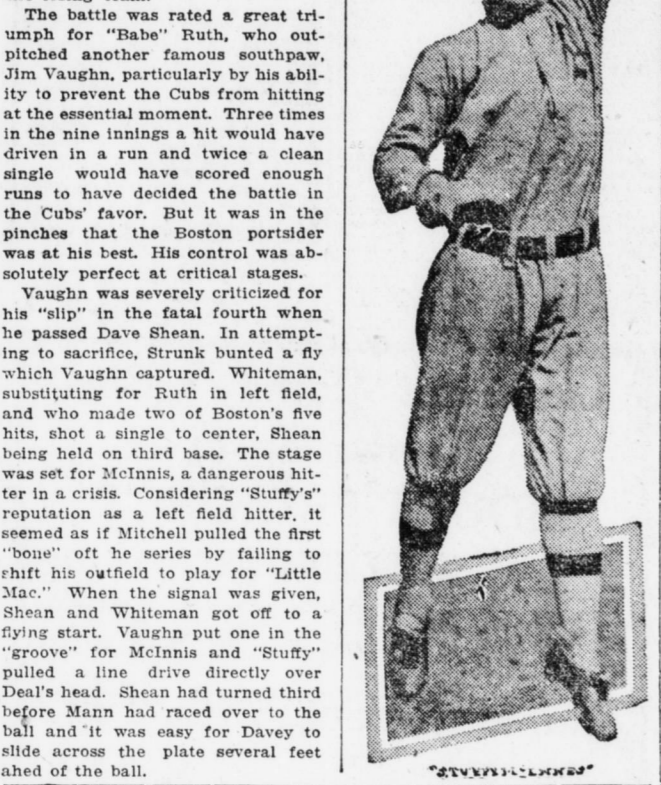 The battle was rated a great tri-
umph for "Babe" Ruth, who out-
pitched another famous southpaw,
Jim Vaughn, particularly by his abil-
ity to prevent the Cubs from hitting
at the essential moment. Three times
in the nine innings a hit would have
driven in a run and twice a clean
single would have scored enough
runs to have decided the battle in
the Cubs' favor. But it was in the
pinches that the Boston portsider
was at his best. His control was ab-
solutely perfect at critical stages.
Vaughn was severely criticized for
his "slip" in the fatal fourth when
he passed Dave Shean. In attempt-
ing to sacrifice, Strunk bunted a fly
which Vaughn captured. Whiteman,
substituting for Ruth in left field,
and who made two of Boston's five
hits, shot a single to center, Shean
being held on third base. The stage
was set for McInnis, a dangerous hit-
ter in a crisis. Considering "Stuffy's"
reputation as a left field hitter, it
seemed as if Mitchell pulled the first
"bone" oft he series by failing to
shift his outfield to play for "Little
Mac." When the signal was given,
Shean and Whiteman got off to a
flying start. Vaughn put one in the
"groove" for McInnis and "Stuffy"
pulled a line drive directly over
Deal's head. Shean had turned third
before Mann had raced over to the
ball and it was easy for Davey to
slide across the plate several feet
ahed of the ball.